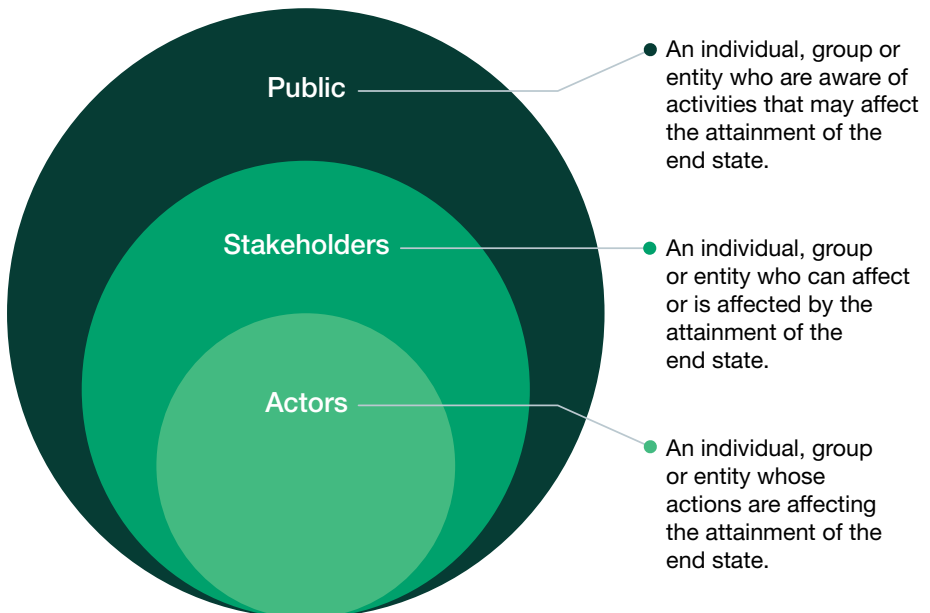 Public
An individual, group or
entity who are aware of
activities that may affect
the attainment of the
end state.
Stakeholders
An individual, group
or entity who can affect
or is affected by the
attainment of the
end state.
Actors
An individual, group
or entity whose
actions are affecting
the attainment of the
end state.